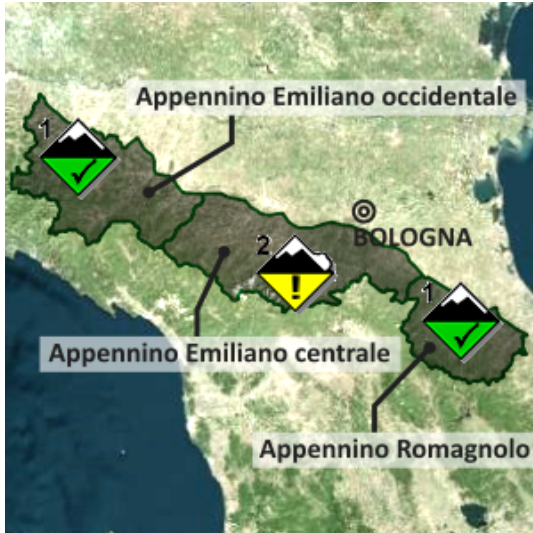 Appennino Emiliano occidentale
1
BOLOGNA
2
!
1
Appennino Emiliano centrale
Appennino Romagnolo